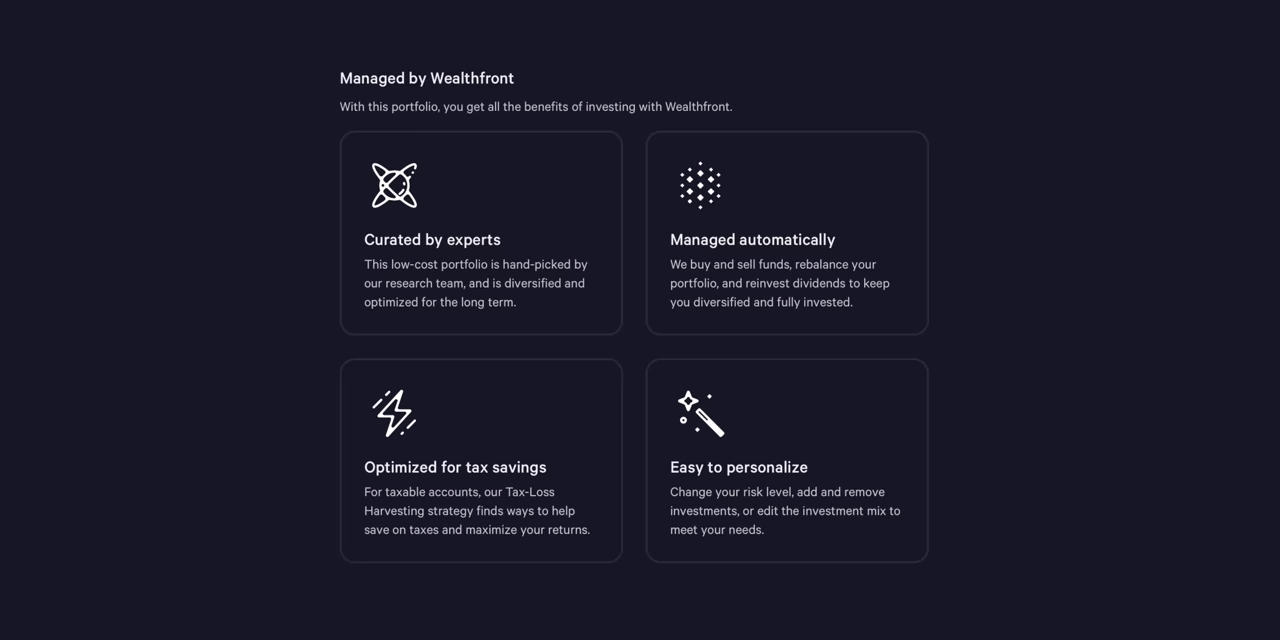 Managed by Wealthfront
With this portfolio, you get all the benefits of investing with Wealthfront.
Curated by experts
This low-cost portfolio is hand-picked by
our research team, and is diversified and
optimized for the long term.
Managed automatically
We buy and sell funds, rebalance your
portfolio, and reinvest dividends to keep
you diversified and fully invested.
Optimized for tax savings
For taxable accounts, our Tax-Loss
Harvesting strategy finds ways to help
save on taxes and maximize your returns.
Easy to personalize
Change your risk level, add and remove
investments, or edit the investment mix to
meet your needs.